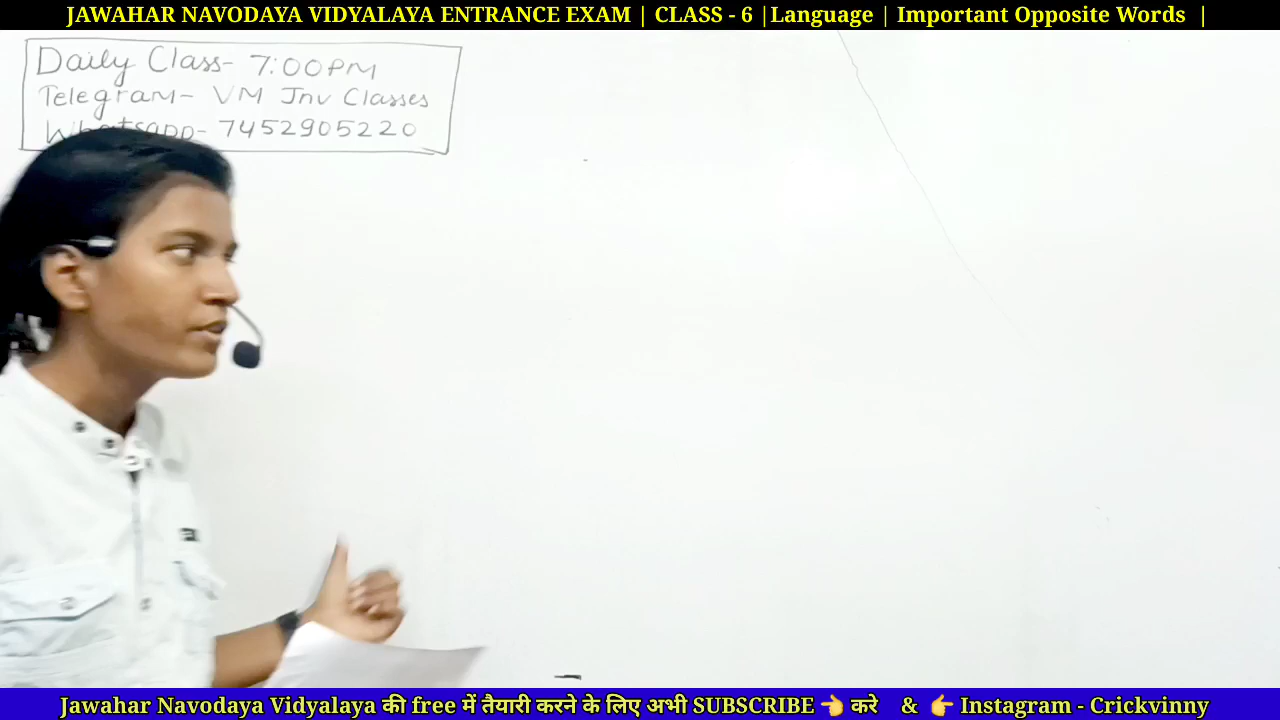 JAWAHAR NAVODAYA VIDYALAYA ENTRANCE EXAM | CLASS - 6 |Language | Important Opposite Words |
Daily Class- 7:00PM
Telegram- VM Jnv Classes
Whatsapp- 7452905220
Jawahar Navodaya Vidyalaya की free में तैयारी करने के लिए अभी SUBSCRIBE 👈 करे & 👉 Instagram - Crickvinny